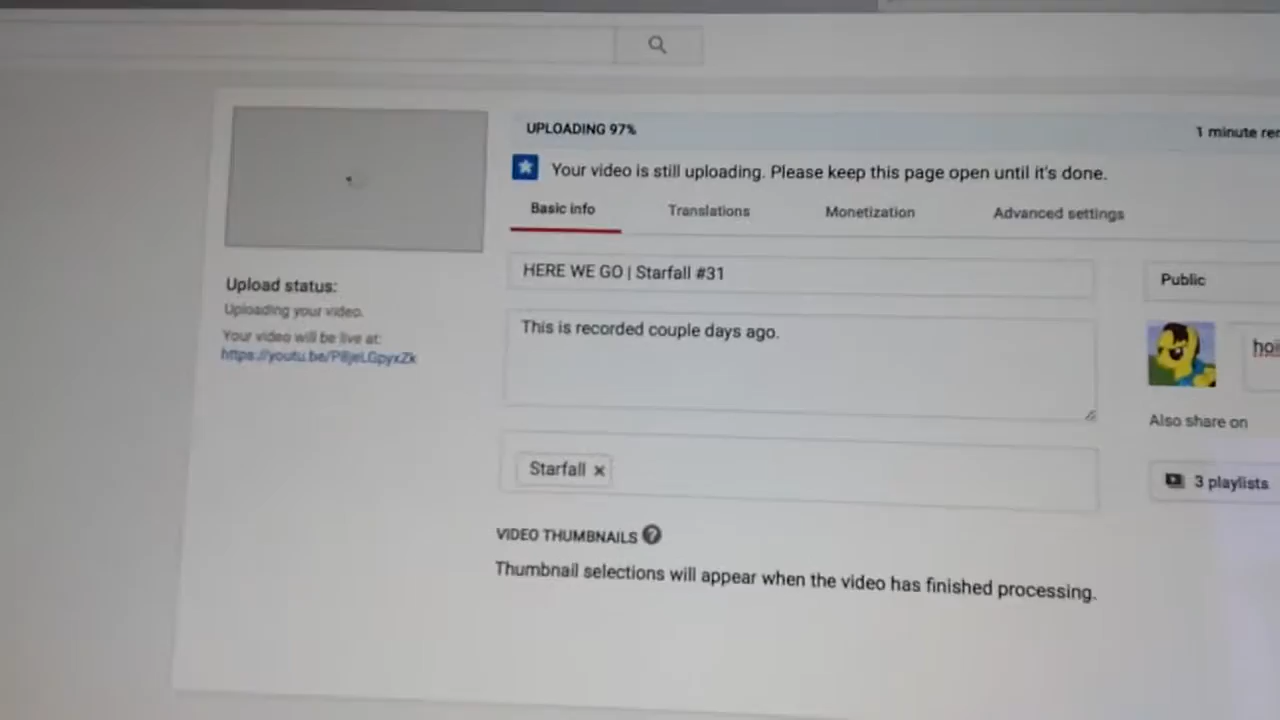 UPLOADING 97%
1 minute
Your video is still uploading. Please keep this page open until it's done.
Basic info Translations Monetization Advanced settings
HERE WE GO | Starfall #31
Public
This is recorded couple days ago.
Upload status:
Uploading your video.
Your video will be live at:
Also share on
Starfall ×
3 playlists
VIDEO THUMBNAILS ?
Thumbnail selections will appear when the video has finished processing.